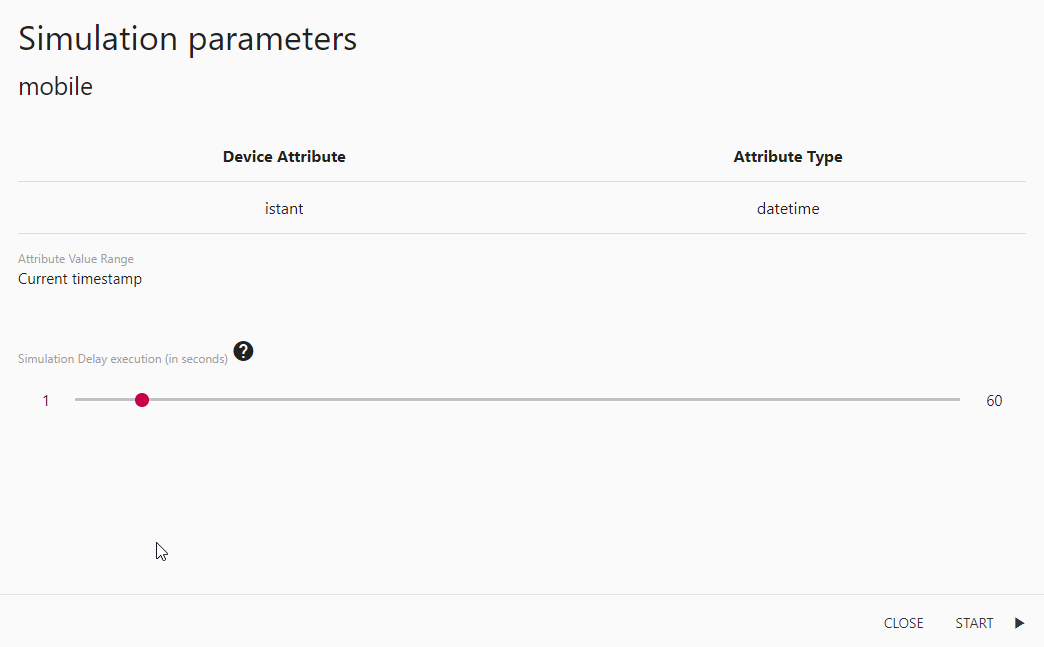 Simulation parameters
mobile
Device Attribute Attribute Type
istant datetime
Attribute Value Range
Current timestamp
Simulation Delay execution (in seconds) ?
1 60
CLOSE START